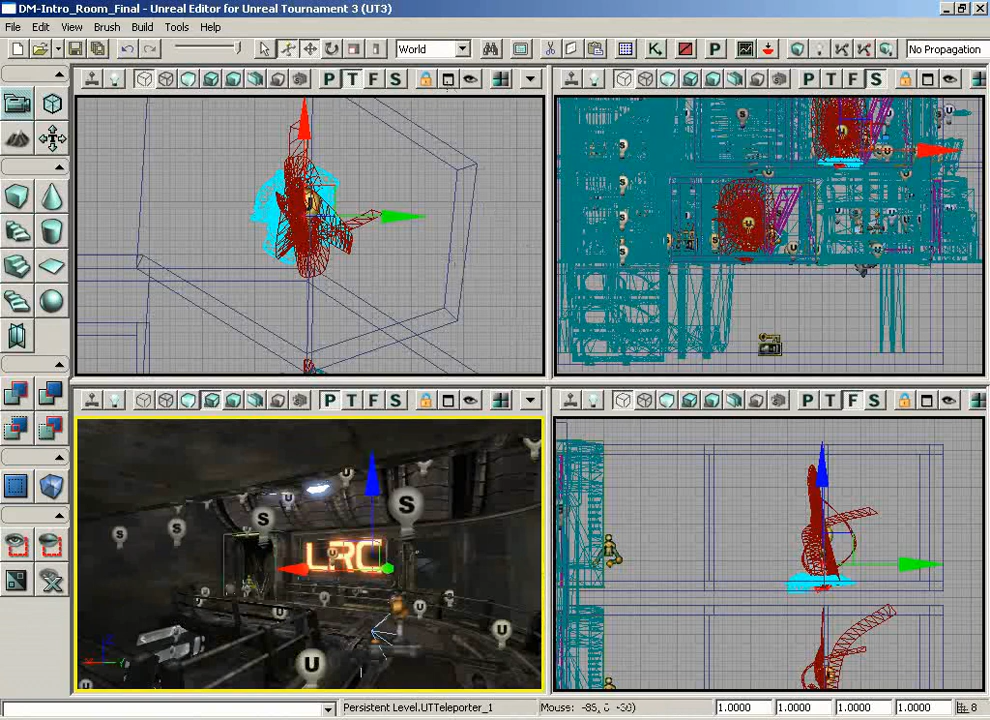 DM-Intro_Room_Final - Unreal Editor for Unreal Tournament 3 (UT3)
File Edit View Brush Build Tools Help
World
K
P
No Propagation
P T F S
P T F S
P T F S
P T F S
LRC
S
S
S
S
U
U
Persistent Level.UTTeleporter_1
1.0000 1.0000 1.0000 1.0000 8